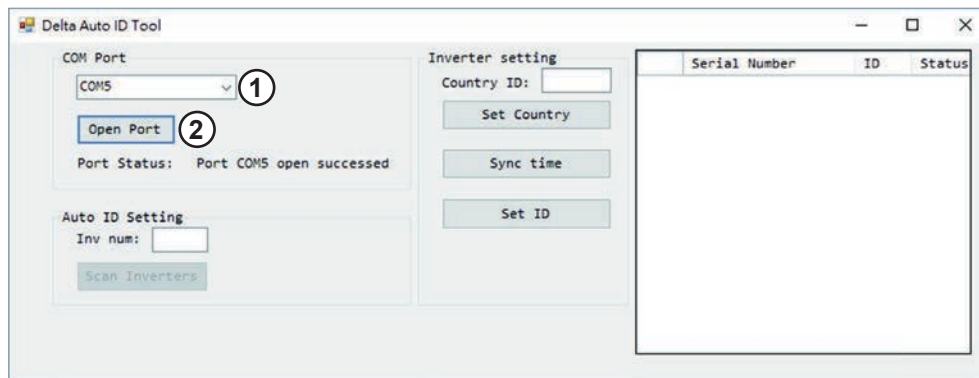 Delta Auto ID Tool
COM Port
COM5
1
Open Port
2
Port Status: Port COM5 open successed
Auto ID Setting
Inv num:
Scan Inverters
Inverter setting
Country ID:
Set Country
Sync time
Set ID
Serial Number ID Status